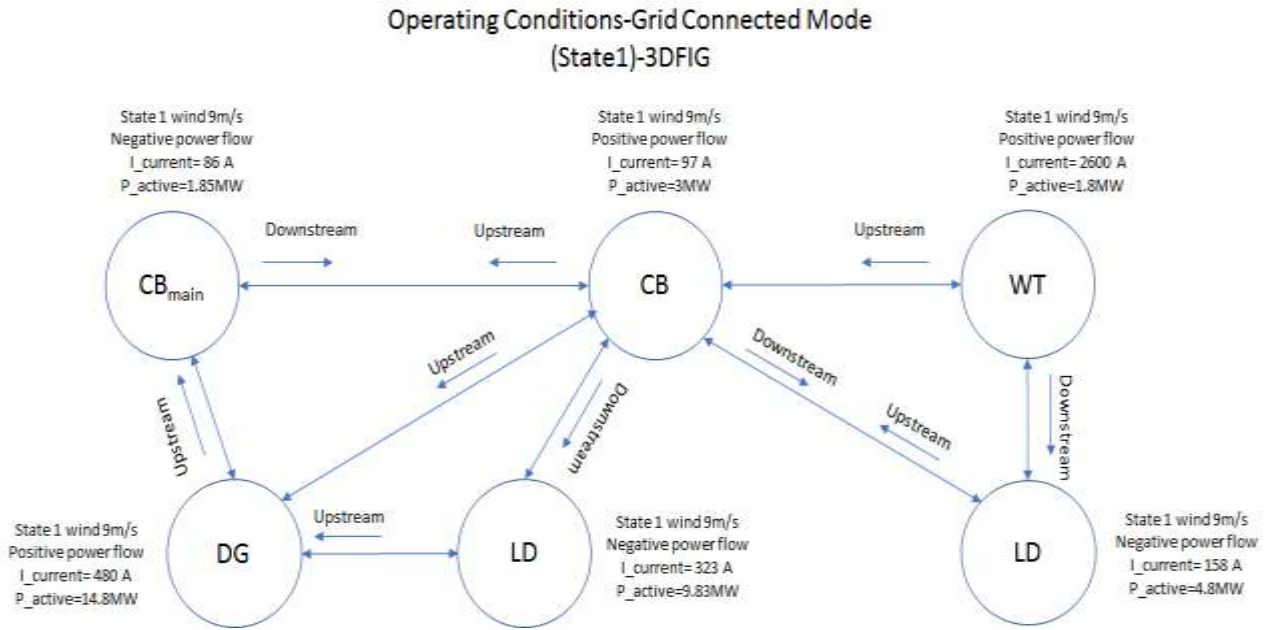 Operating Conditions-Grid Connected Mode
(State1)-3DFIG
State 1 wind 9m/s
Negative power flow
I_current= 86 A
P_active=1.85MW
State 1 wind 9m/s
Positive power flow
I_current= 97 A
P_active=3MW
State 1 wind 9m/s
Positive power flow
I_current= 2600 A
P_active=1.8MW
Downstream
Upstream
Upstream
CBmain
CB
WT
Upstream
Downstream
Downstream
Upstream
Downstream
Upstream
State 1 wind 9m/s
Positive power flow
I_current= 480 A
P_active=14.8MW
DG
Upstream
LD
State 1 wind 9m/s
Negative power flow
I_current= 323 A
P_active=9.83MW
LD
State 1 wind 9m/s
Negative power flow
I_current= 158 A
P_active=4.8MW